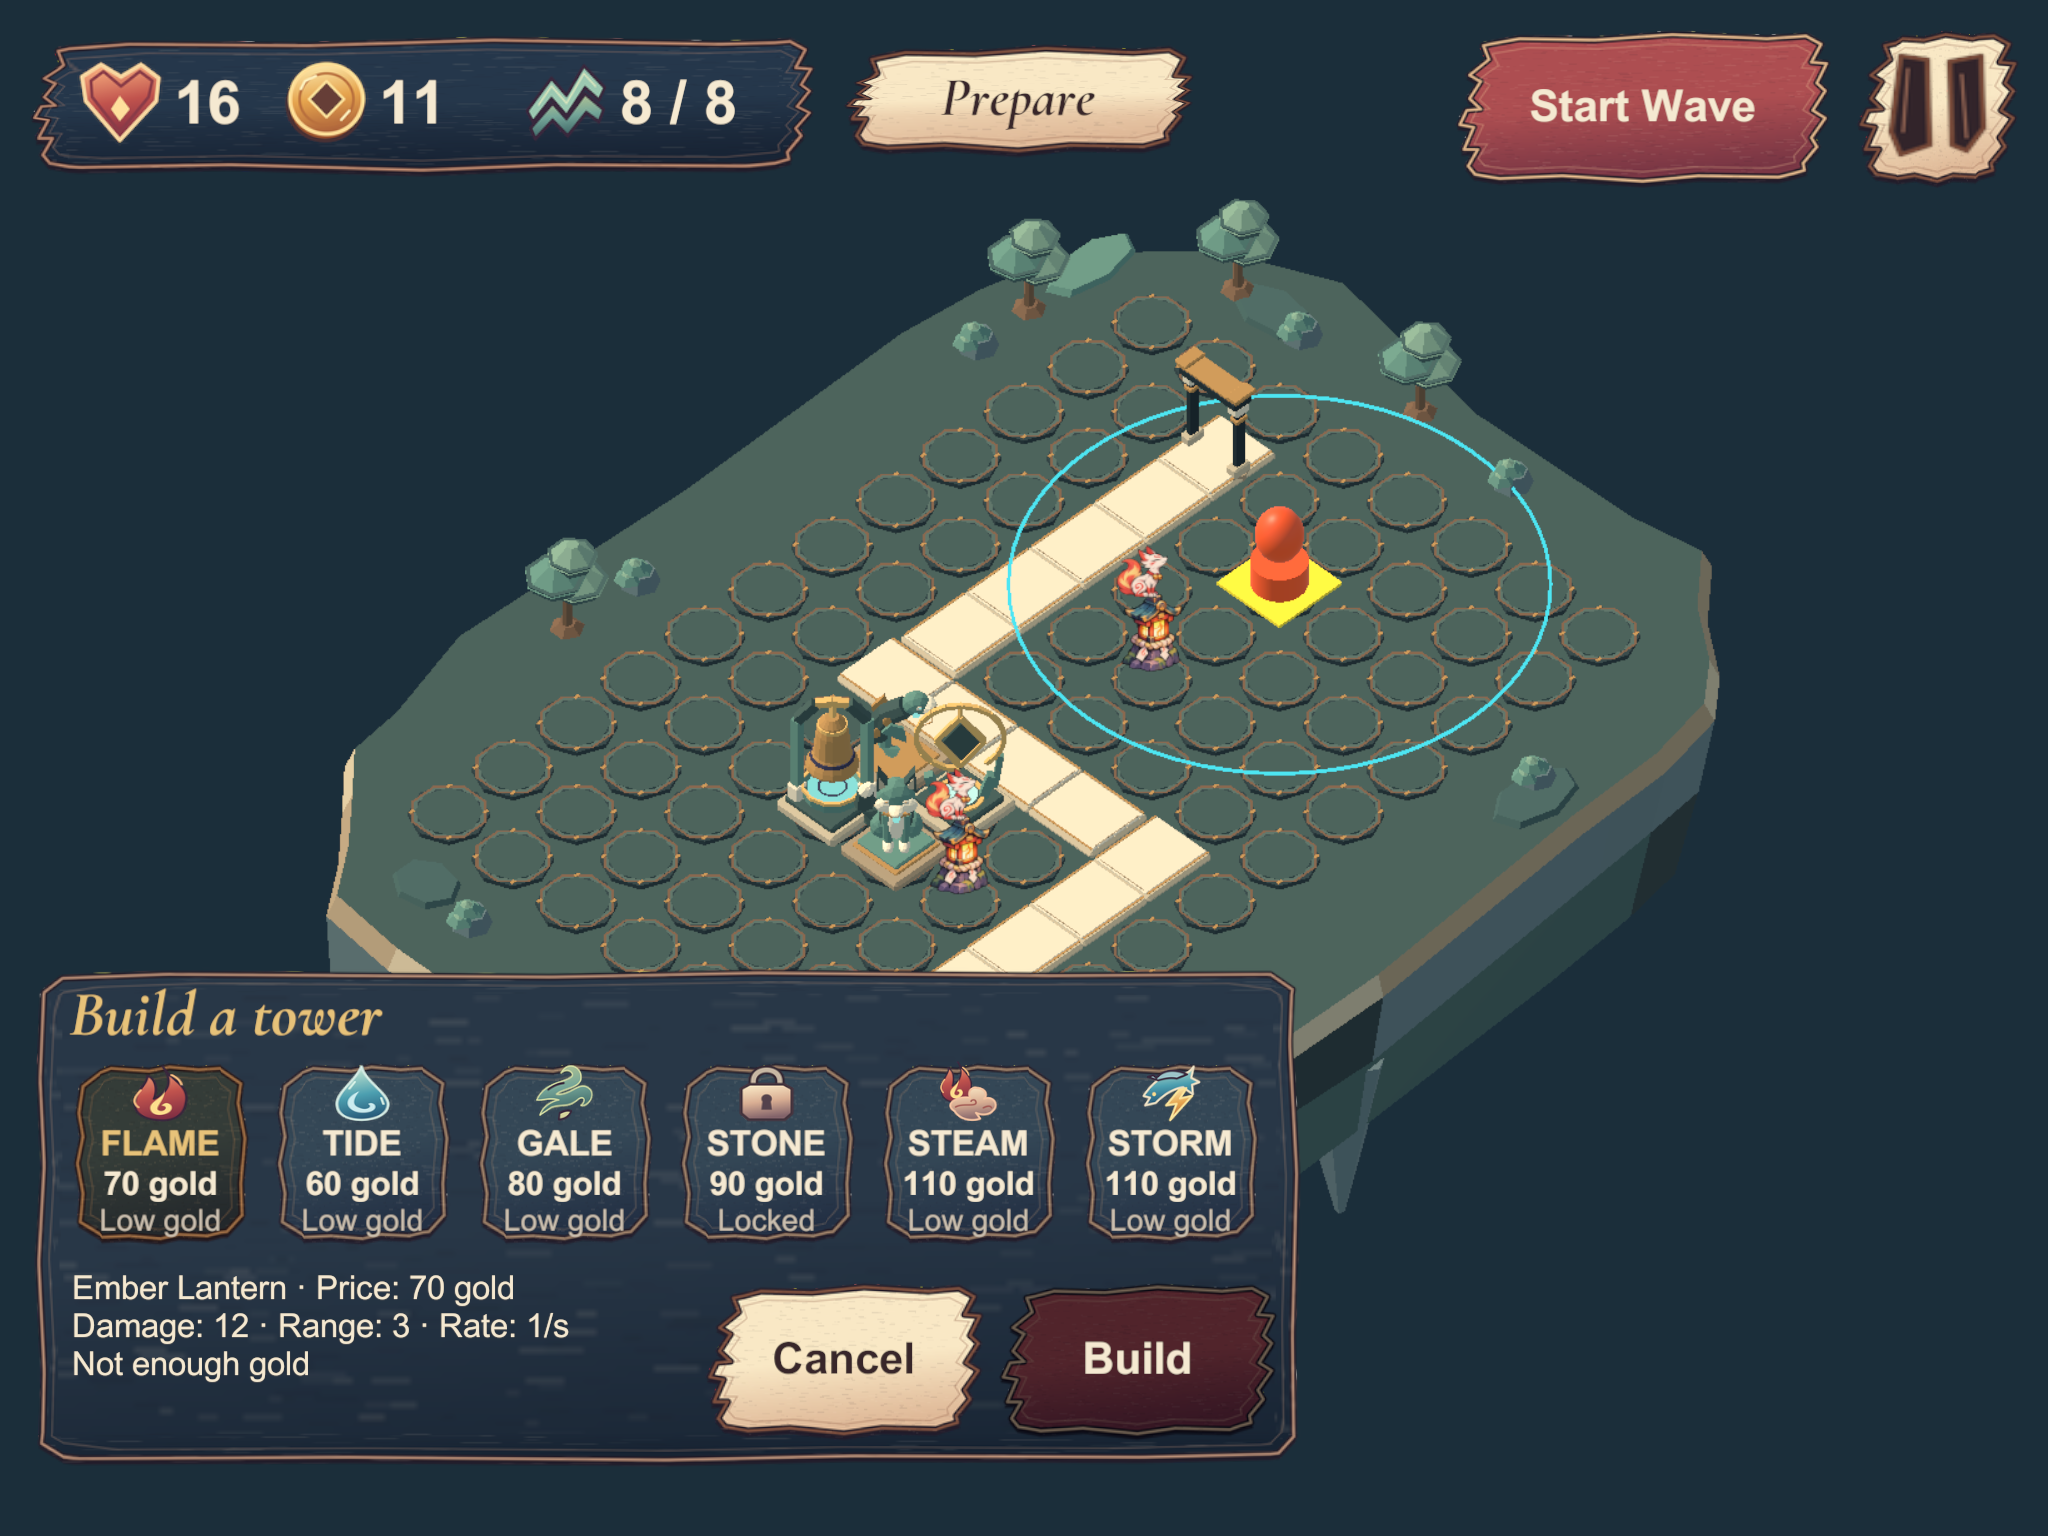 16 11 8 / 8
Prepare
Start Wave
Build a tower
FLAME
70 gold
Low gold
TIDE
60 gold
Low gold
GALE
80 gold
Low gold
STONE
90 gold
Locked
STEAM
110 gold
Low gold
STORM
110 gold
Low gold
Ember Lantern · Price: 70 gold
Damage: 12 · Range: 3 · Rate: 1/s
Not enough gold
Cancel
Build